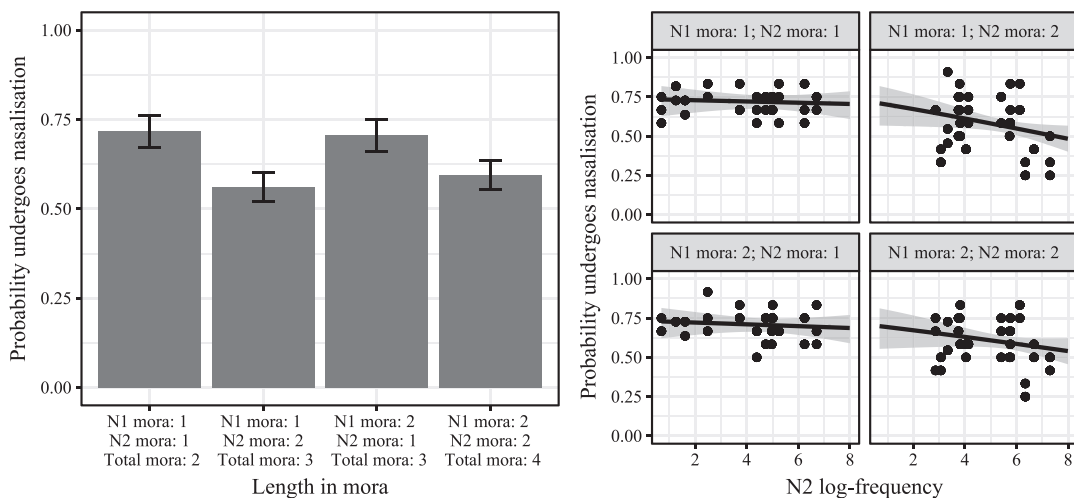 Probability undergoes nasalisation
1.00
0.75
0.50
0.25
0.00
N1 mora: 1
N2 mora: 1
Total mora: 2
N1 mora: 1
N2 mora: 2
Total mora: 3
N1 mora: 2
N2 mora: 1
Total mora: 3
N1 mora: 2
N2 mora: 2
Total mora: 4
Length in mora
Probability undergoes nasalisation
N1 mora: 1; N2 mora: 1
N1 mora: 1; N2 mora: 2
1.00
0.75
0.50
0.25
0.00
N1 mora: 2; N2 mora: 1
N1 mora: 2; N2 mora: 2
1.00
0.75
0.50
0.25
0.00
2 4 6 8 2 4 6 8
N2 log-frequency